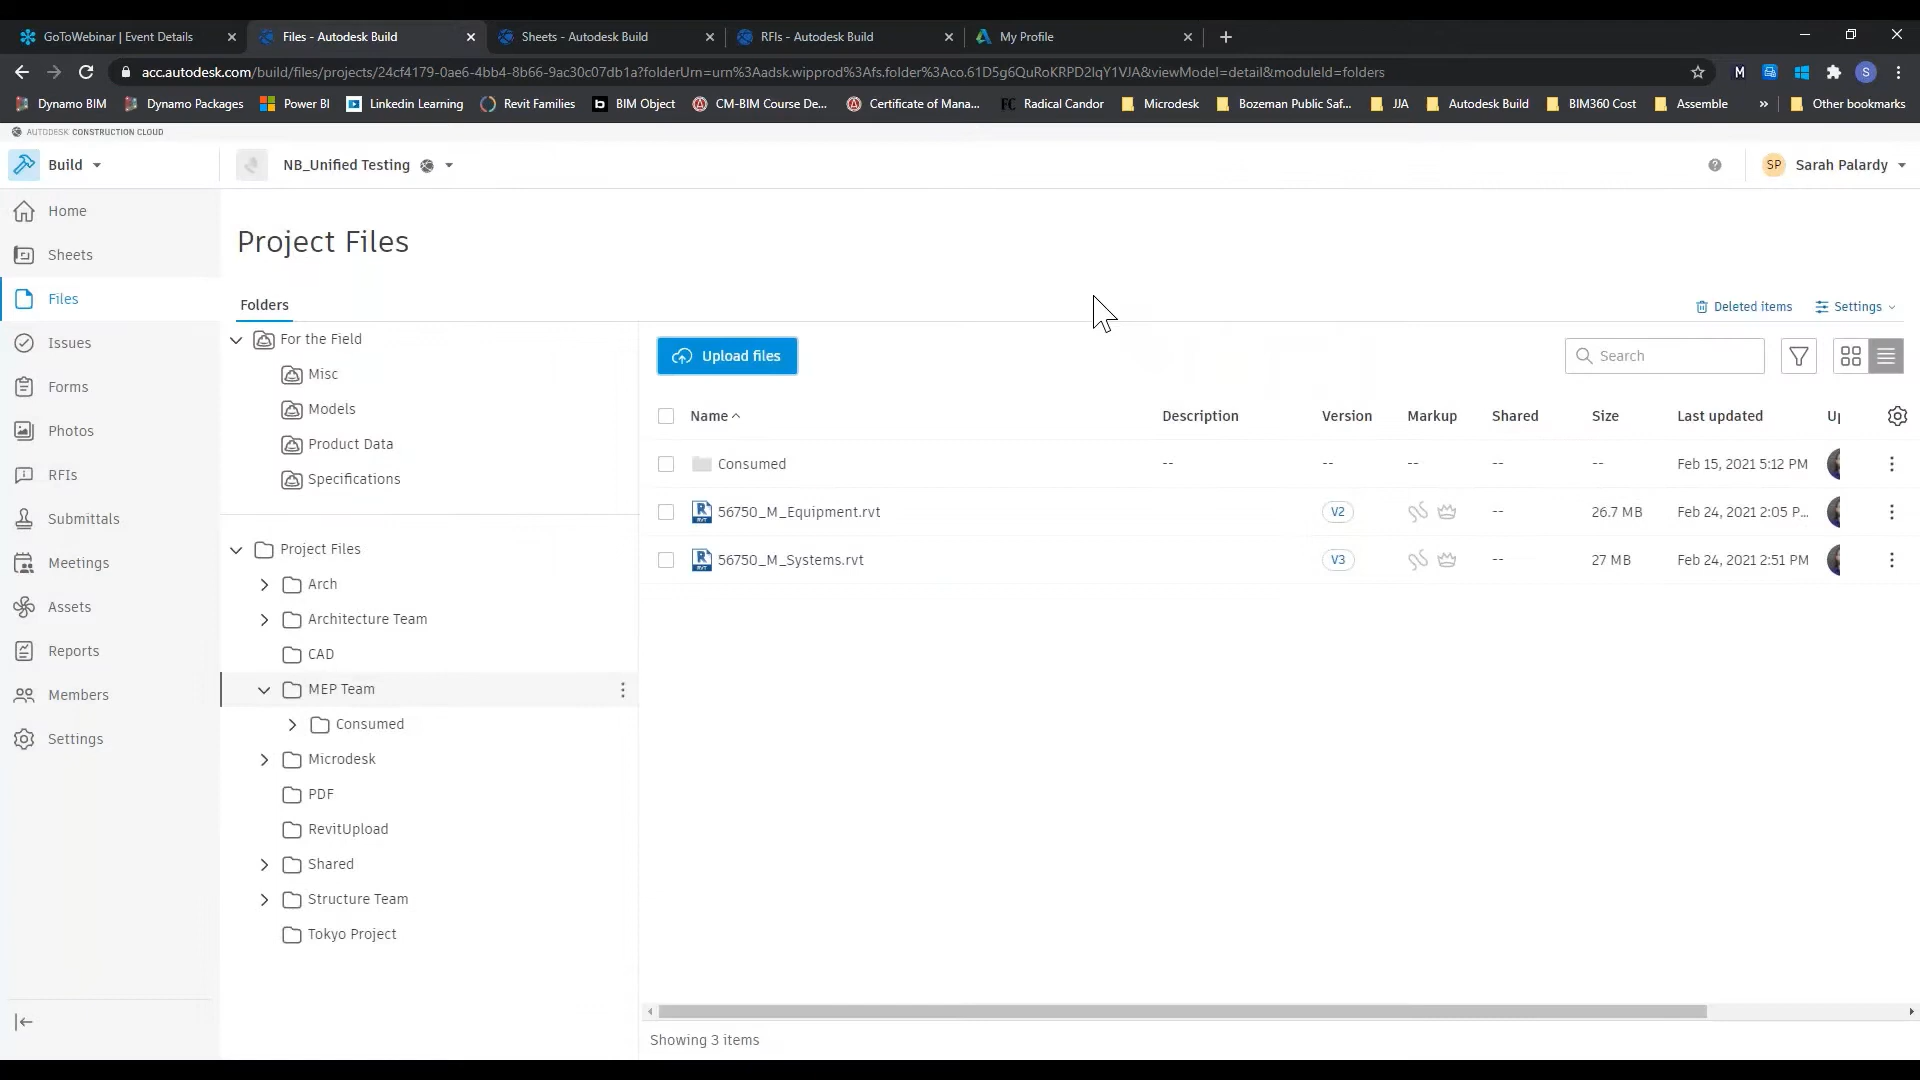 GoToWebinar | Event Details
Files - Autodesk Build
Sheets - Autodesk Build
RFIs - Autodesk Build
My Profile
acc.autodesk.com/build/files/projects/24cf4179-0ae6-4bb4-8b66-9ac30c07db1a?folderUrn=urn%3Aadsk.wipprod%3Afs.folder%3Aco.61D5g6QuRoKRPD2IqY1VJA&viewModel=detail&moduleId=folders
M
S
Dynamo BIM
Dynamo Packages
Power BI
Linkedin Learning
Revit Families
b BIM Object
CM-BIM Course De...
Certificate of Mana...
FC Radical Candor
Microdesk
Bozeman Public Saf...
JJA
Autodesk Build
BIM360 Cost
Assemble
»
Other bookmarks
AUTODESK CONSTRUCTION CLOUD
Build
NB_Unified Testing
SP Sarah Palardy
Home
Sheets
Files
Issues
Forms
Photos
RFIs
Submittals
Meetings
Assets
Reports
Members
Settings
Project Files
Folders
Deleted items
Settings
For the Field
Misc
Models
Product Data
Specifications
Project Files
Arch
Architecture Team
CAD
MEP Team
Consumed
Microdesk
PDF
RevitUpload
Shared
Structure Team
Tokyo Project
Upload files
Search
Name Description Version Markup Shared Size Last updated Up
Consumed -- -- -- -- -- Feb 15, 2021 5:12 PM
R RVT 56750_M_Equipment.rvt V2 -- 26.7 MB Feb 24, 2021 2:05 P...
R RVT 56750_M_Systems.rvt V3 -- 27 MB Feb 24, 2021 2:51 PM
Showing 3 items